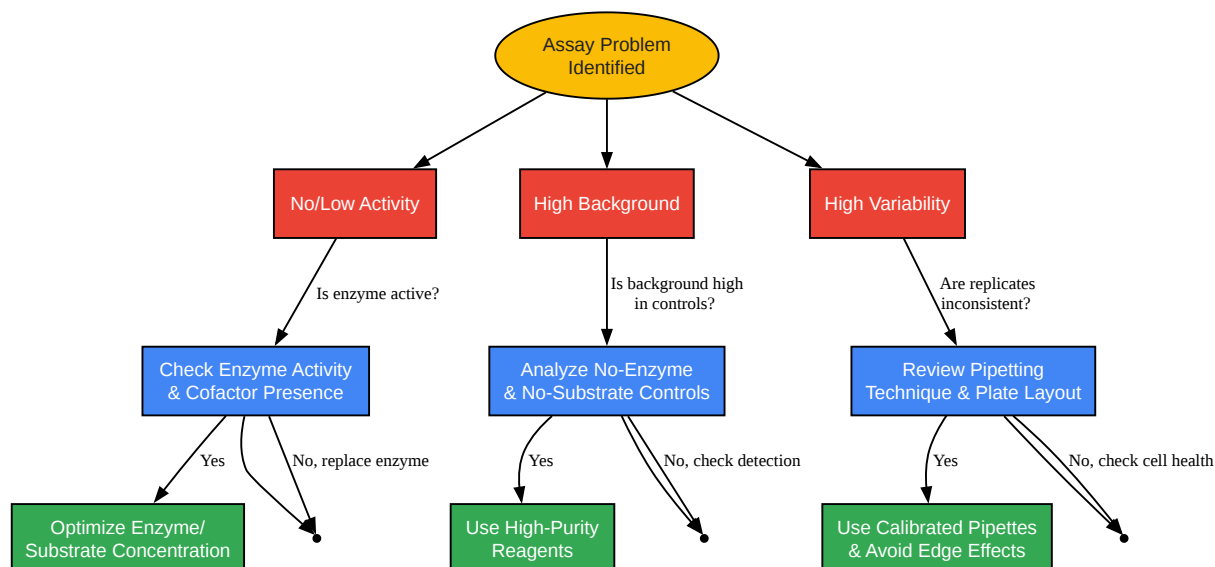 Assay Problem
Identified
No/Low Activity
High Background
High Variability
Is enzyme active?
Is background high
in controls?
Are replicates
inconsistent?
Check Enzyme Activity
& Cofactor Presence
Analyze No-Enzyme
& No-Substrate Controls
Review Pipetting
Technique & Plate Layout
Yes
No, replace enzyme
Yes
No, check detection
Yes
No, check cell health
Optimize Enzyme/
Substrate Concentration
Use High-Purity
Reagents
Use Calibrated Pipettes
& Avoid Edge Effects